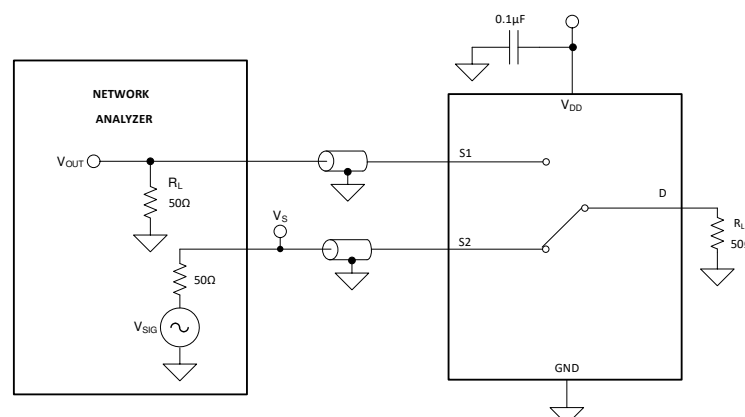 0.1µF
NETWORK
ANALYZER
VDD
VOUT
S1
RL
50Ω
D
VS
RL
S2
50Ω
VSIG
GND